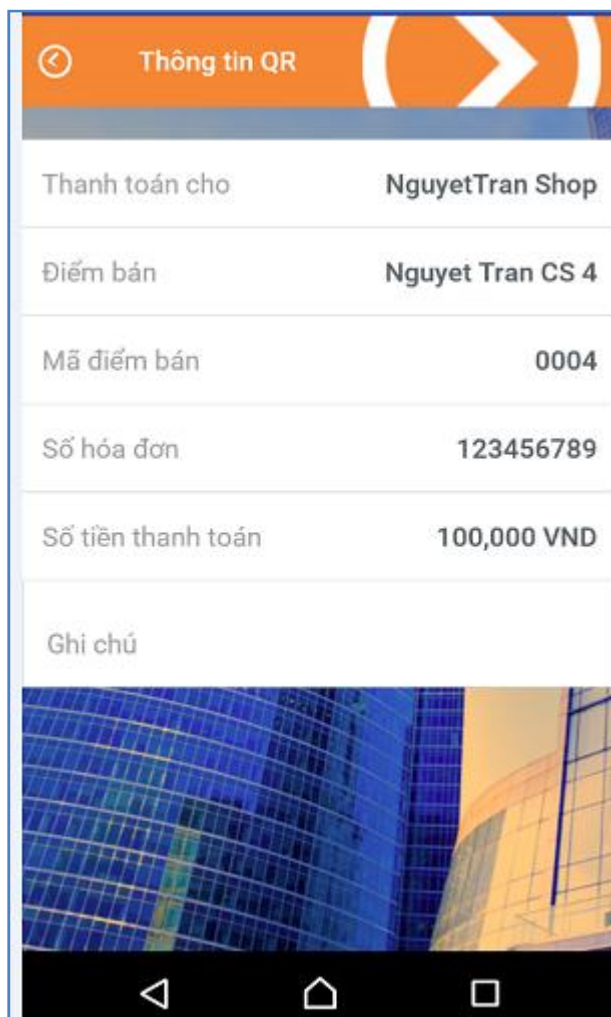 Thông tin QR
Thanh toán cho NguyetTran Shop
Điểm bán Nguyet Tran CS 4
Mã điểm bán 0004
Số hóa đơn 123456789
Số tiền thanh toán 100,000 VND
Ghi chú